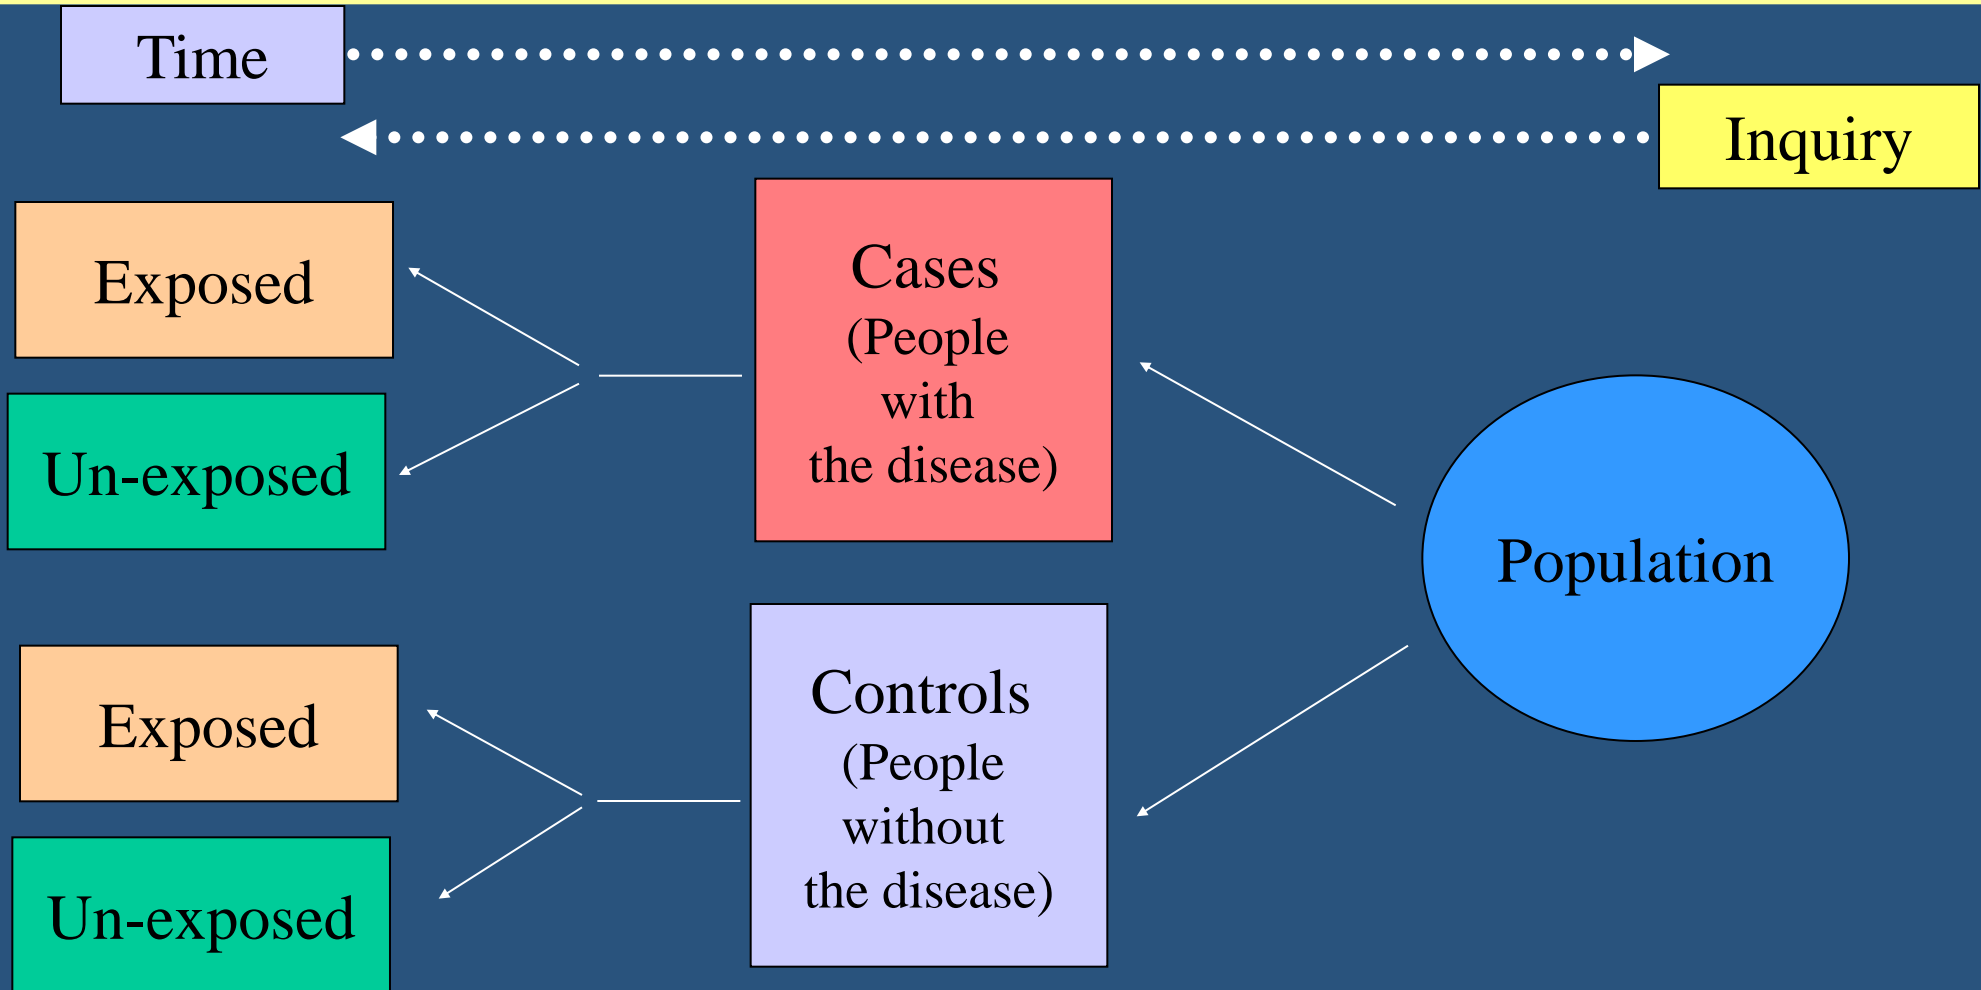 Time
Inquiry
Exposed
Un-exposed
Cases
(People
with
the disease)
Population
Exposed
Un-exposed
Controls
(People
without
the disease)